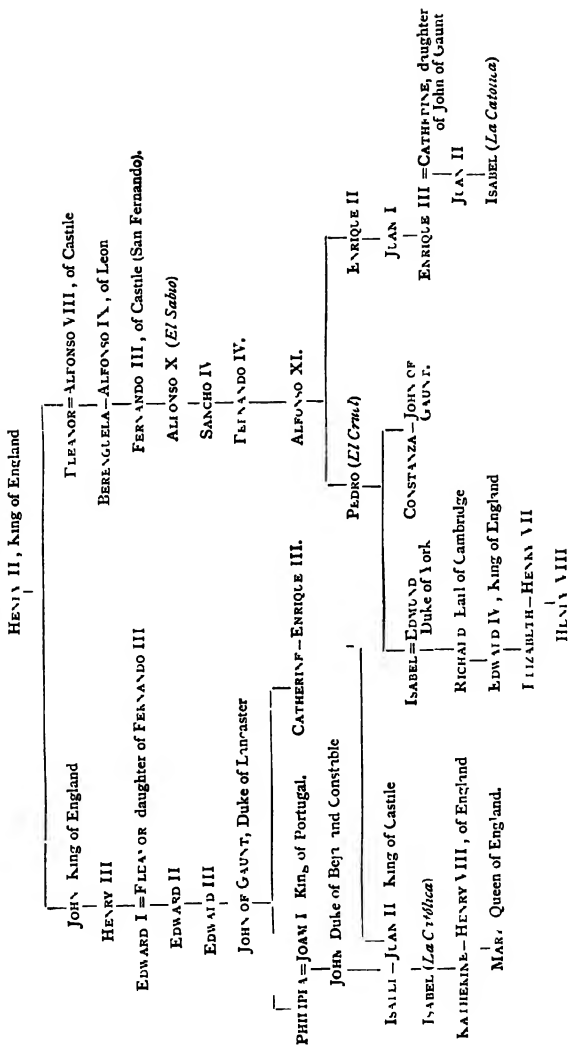 HENRY II, King of England
JOHN King of England
HENRY III
EDWARD I = ELEANOR daughter of FERNANDO III
EDWARD II
EDWARD III
JOHN OF GAUNT, Duke of Lancaster
PHILIPPA = JOAM I King of Portugal.
CATHERINE – ENRIQUE III.
JOHN Duke of Beja and Constable
ISABEL – JUAN II King of Castile
ISABEL (La Católica)
KATHERINE – HENRY VIII, of England
MARY Queen of England.
ELEANOR = ALFONSO VIII, of Castile
BERENGUELA – ALFONSO IX, of Leon
FERNANDO III, of Castile (San Fernando).
ALFONSO X (El Sabio)
SANCHO IV
FERNANDO IV.
ALFONSO XI.
PEDRO (El Cruel)
ENRIQUE II
ISABEL = EDMUND
Duke of York
CONSTANZA – JOHN OF
GAUNT.
JUAN I
RICHARD Earl of Cambridge
ENRIQUE III = CATHERINE, daughter
of John of Gaunt
EDWARD IV, King of England
JUAN II
ELIZABETH – HENRY VII
ISABEL (La Catolica)
HENRY VIII